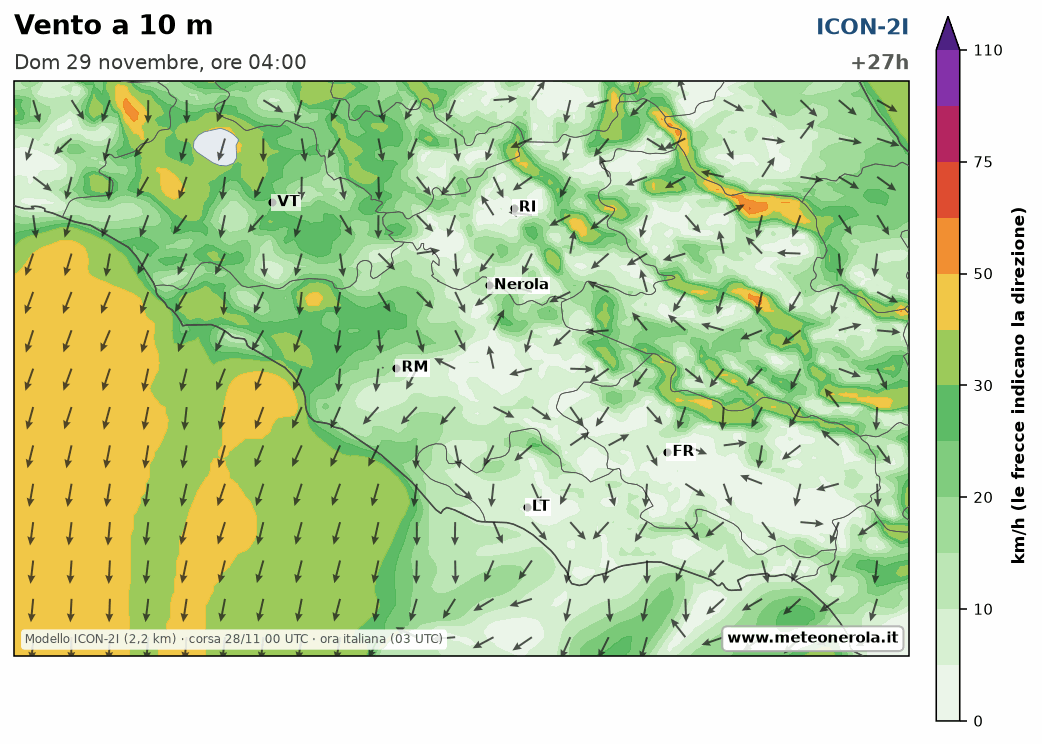 Vento a 10 m
ICON-2I
Dom 29 novembre, ore 04:00
+27h
110
75
50
30
20
10
0
km/h (le frecce indicano la direzione)
VT
RI
Nerola
RM
FR
LT
Modello ICON-2I (2,2 km) · corsa 28/11 00 UTC · ora italiana (03 UTC)
www.meteonerola.it